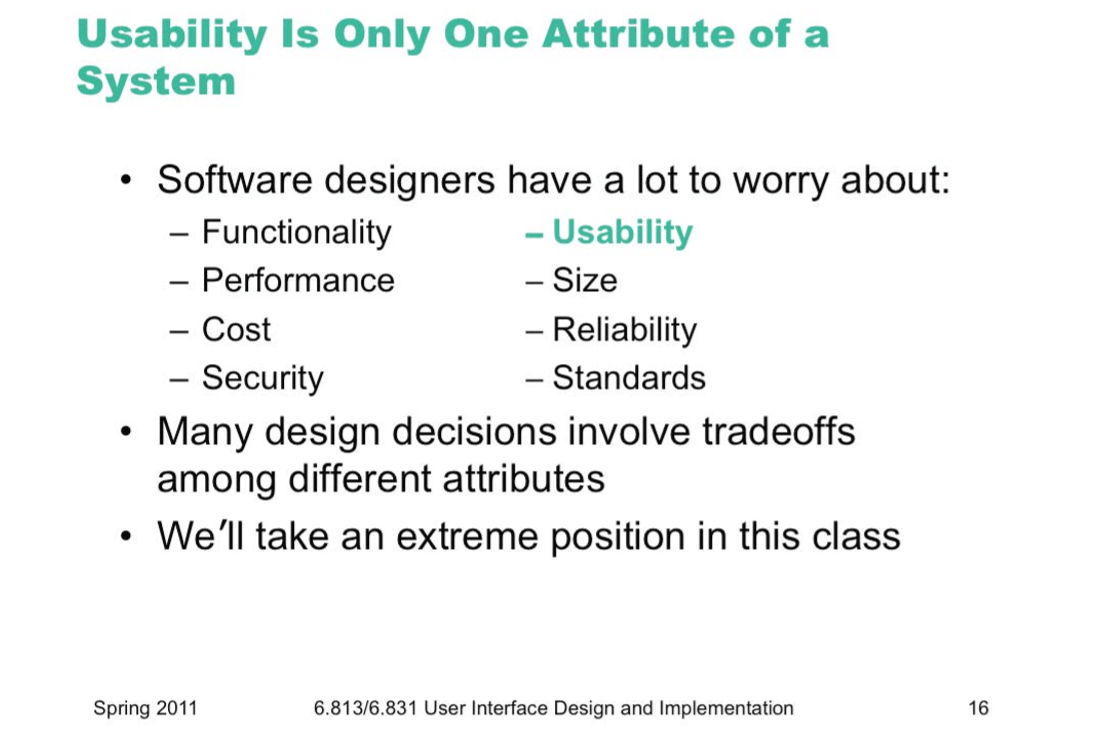 Usability Is Only One Attribute of a
System
• Software designers have a lot to worry about:
– Functionality
– Performance
– Cost
– Security
– Usability
– Size
– Reliability
– Standards
• Many design decisions involve tradeoffs
among different attributes
• We′ll take an extreme position in this class
Spring 2011
6.813/6.831 User Interface Design and Implementation
16